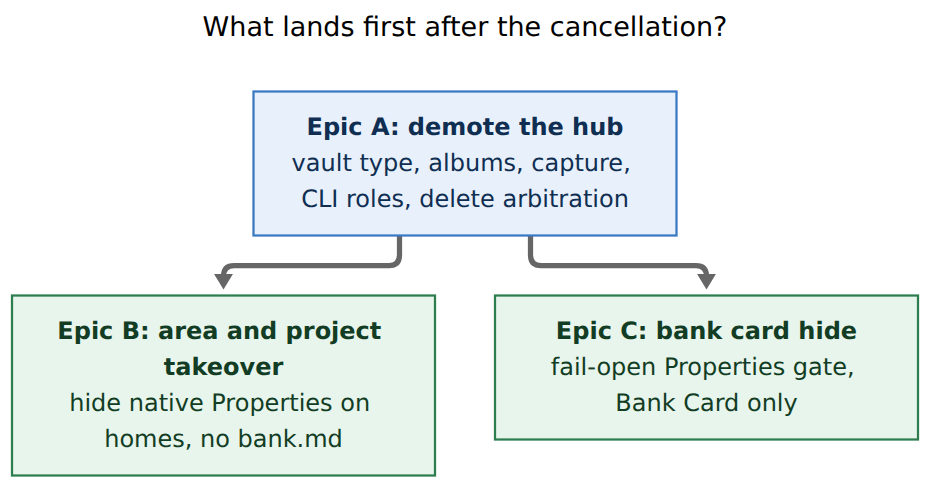 What lands first after the cancellation?
Epic A: demote the hub
vault type, albums, capture,
CLI roles, delete arbitration
Epic B: area and project
takeover
hide native Properties on
homes, no bank.md
Epic C: bank card hide
fail-open Properties gate,
Bank Card only